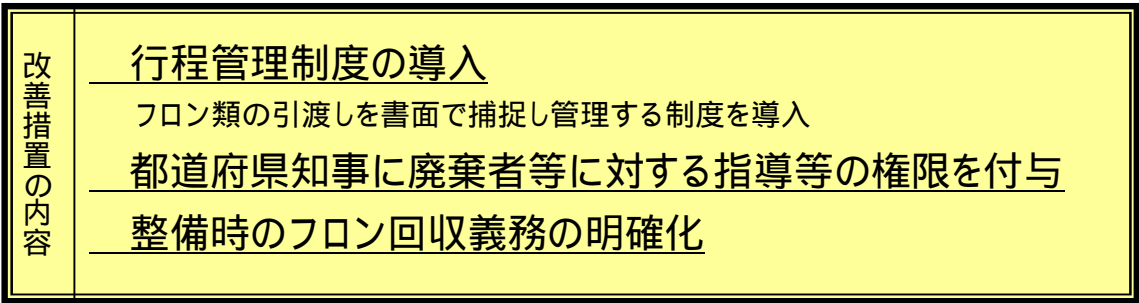 改善措置の内容
行程管理制度の導入
フロン類の引渡しを書面で捕捉し管理する制度を導入
都道府県知事に廃棄者等に対する指導等の権限を付与
整備時のフロン回収義務の明確化